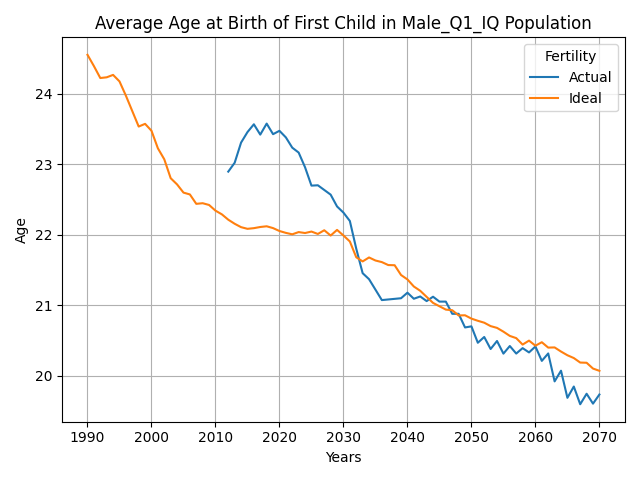 Average Age at Birth of First Child in Male_Q1_IQ Population
Fertility
Actual
Ideal
Age
24
23
22
21
20
1990 2000 2010 2020 2030 2040 2050 2060 2070
Years